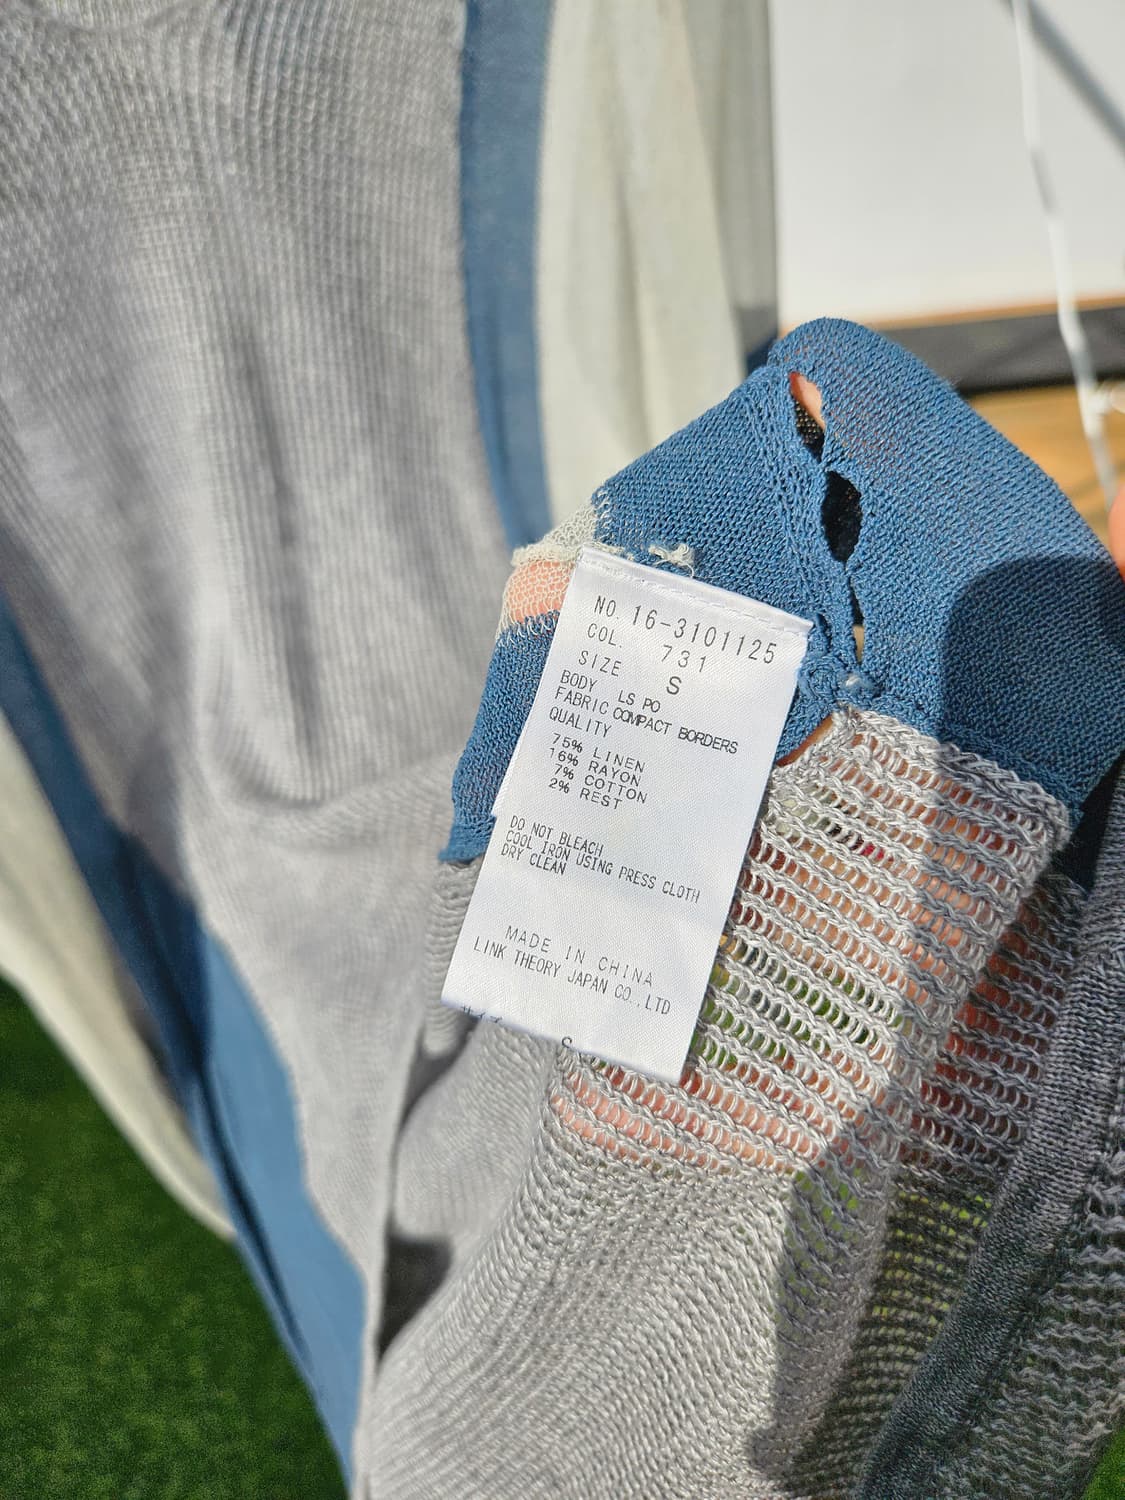 NO. 16-3101125
COL. 731
SIZE S
BODY LS PO
FABRIC COMPACT BORDERS
QUALITY
75% LINEN
16% RAYON
7% COTTON
2% REST
DO NOT BLEACH
COOL IRON USING PRESS CLOTH
DRY CLEAN
MADE IN CHINA
LINK THEORY JAPAN CO.,LTD
S